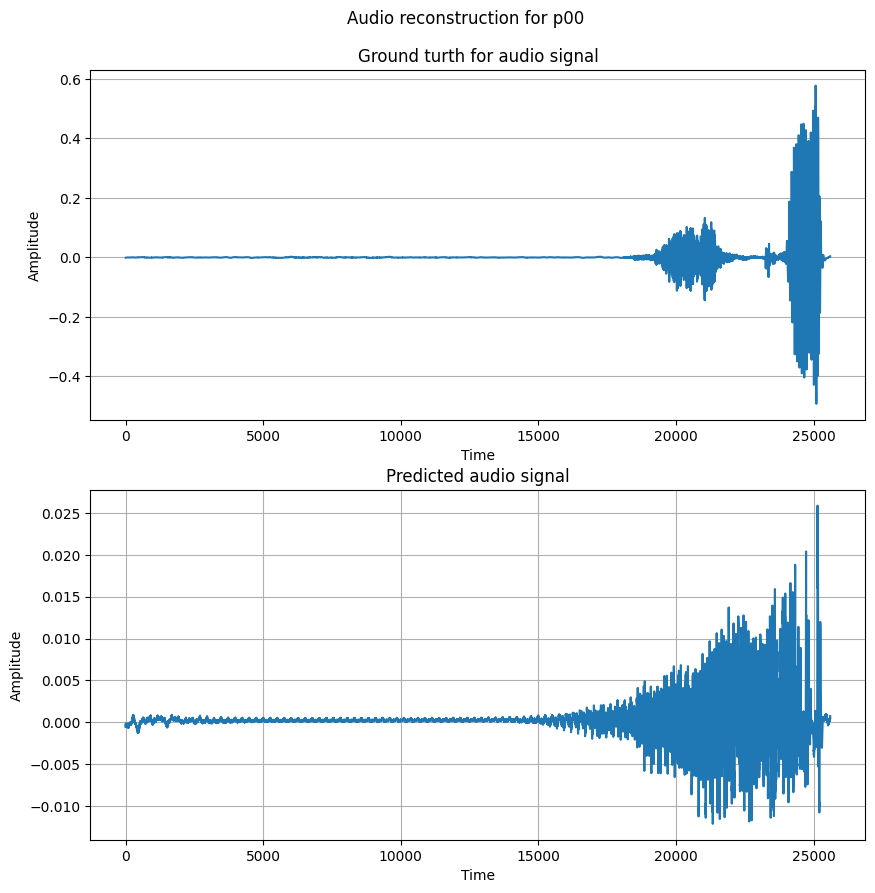 Audio reconstruction for p00
Ground turth for audio signal
0.6
0.4
0.2
0.0
−0.2
−0.4
Amplitude
0 5000 10000 15000 20000 25000
Time
Predicted audio signal
0.025
0.020
0.015
0.010
0.005
0.000
−0.005
−0.010
Amplitude
0 5000 10000 15000 20000 25000
Time